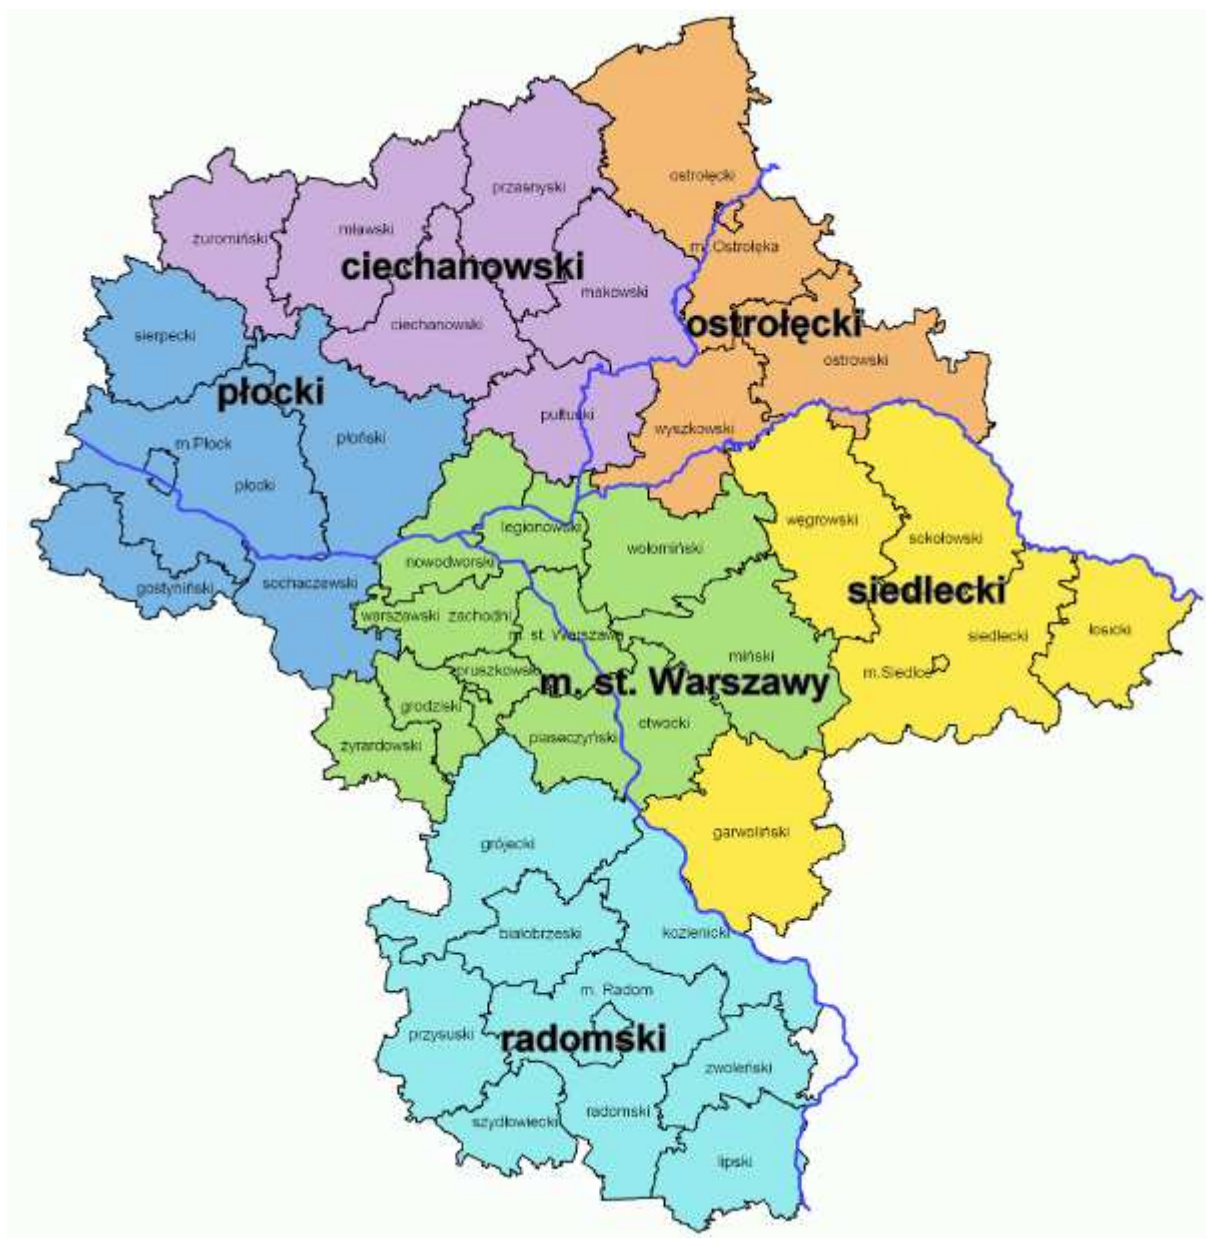 ostrołęcki
przasnyski
mławski
żuromiński
m. Ostrołęka
ciechanowski
makowski
ciechanowski
ostrołęcki
sierpecki
ostrowski
płocki
pułtuski
wyszkowski
m.Płock
płoński
płocki
legionowski
węgrowski
sokołowski
wołomiński
nowodworski
gostyniński
sochaczewski
siedlecki
warszawski zachodni
m. st. Warszawa
siedlecki
łosicki
miński
pruszkowski
m.Siedlce
m. st. Warszawy
grodziski
otwocki
żyrardowski
piaseczyński
garwoliński
grójecki
białobrzeski
kozienicki
m. Radom
przysuski
radomski
zwoleński
szydłowiecki
radomski
lipski